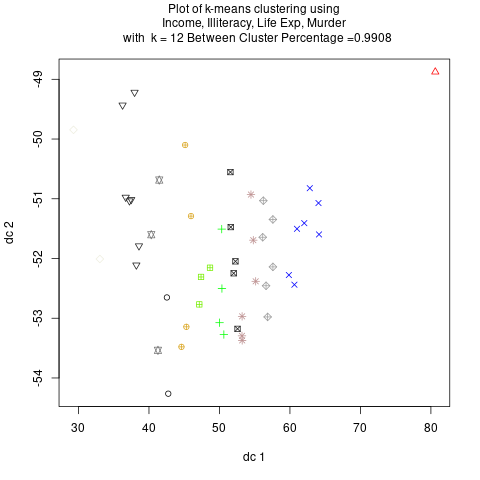 Plot of k-means clustering using
Income, Illiteracy, Life Exp, Murder
with  k = 12 Between Cluster Percentage =0.9908
-49
-50
-51
-52
-53
-54
dc 2
30 40 50 60 70 80
dc 1